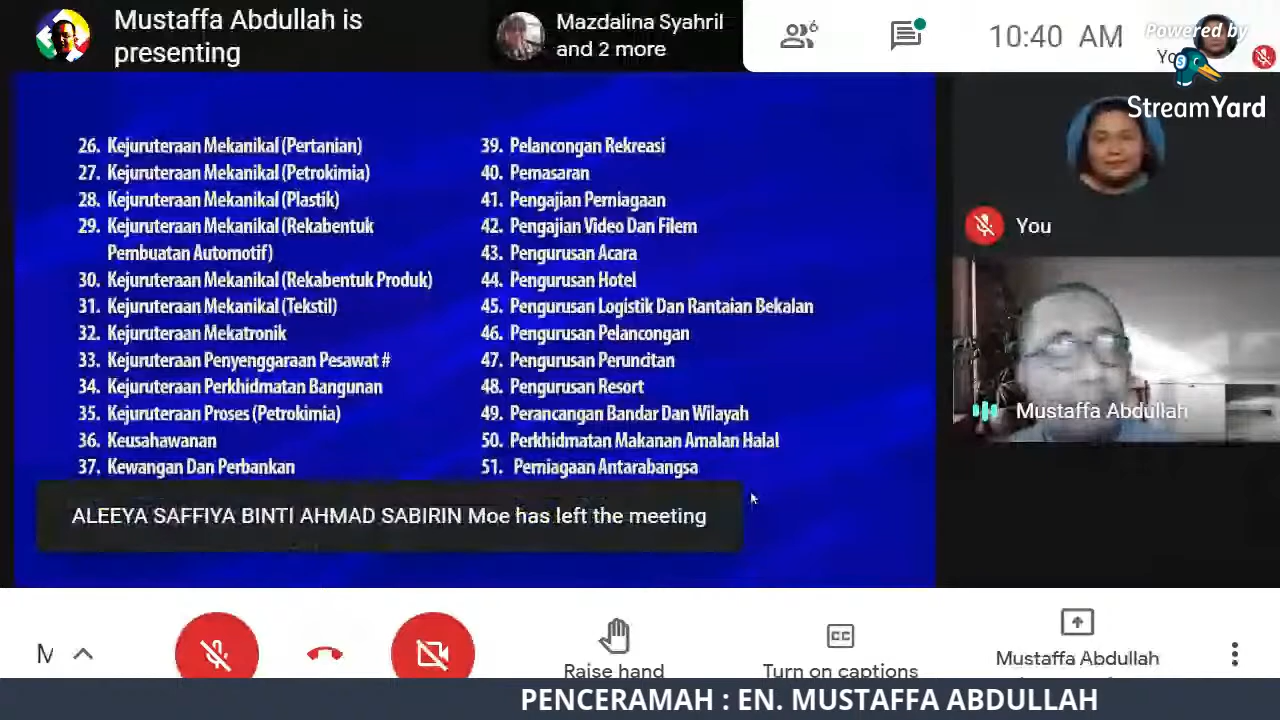 Mustaffa Abdullah is
presenting
Mazdalina Syahril
and 2 more
6
10:40 AM
Powered by
StreamYard
26. Kejuruteraan Mekanikal (Pertanian)
27. Kejuruteraan Mekanikal (Petrokimia)
28. Kejuruteraan Mekanikal (Plastik)
29. Kejuruteraan Mekanikal (Rekabentuk
Pembuatan Automotif)
30. Kejuruteraan Mekanikal (Rekabentuk Produk)
31. Kejuruteraan Mekanikal (Tekstil)
32. Kejuruteraan Mekatronik
33. Kejuruteraan Penyenggaraan Pesawat #
34. Kejuruteraan Perkhidmatan Bangunan
35. Kejuruteraan Proses (Petrokimia)
36. Keusahawanan
37. Kewangan Dan Perbankan
39. Pelancongan Rekreasi
40. Pemasaran
41. Pengajian Perniagaan
42. Pengajian Video Dan Filem
43. Pengurusan Acara
44. Pengurusan Hotel
45. Pengurusan Logistik Dan Rantaian Bekalan
46. Pengurusan Pelancongan
47. Pengurusan Peruncitan
48. Pengurusan Resort
49. Perancangan Bandar Dan Wilayah
50. Perkhidmatan Makanan Amalan Halal
51. Perniagaan Antarabangsa
ALEEYA SAFFIYA BINTI AHMAD SABIRIN Moe has left the meeting
You
Mustaffa Abdullah
Raise hand
Turn on captions
Mustaffa Abdullah
PENCERAMAH : EN. MUSTAFFA ABDULLAH